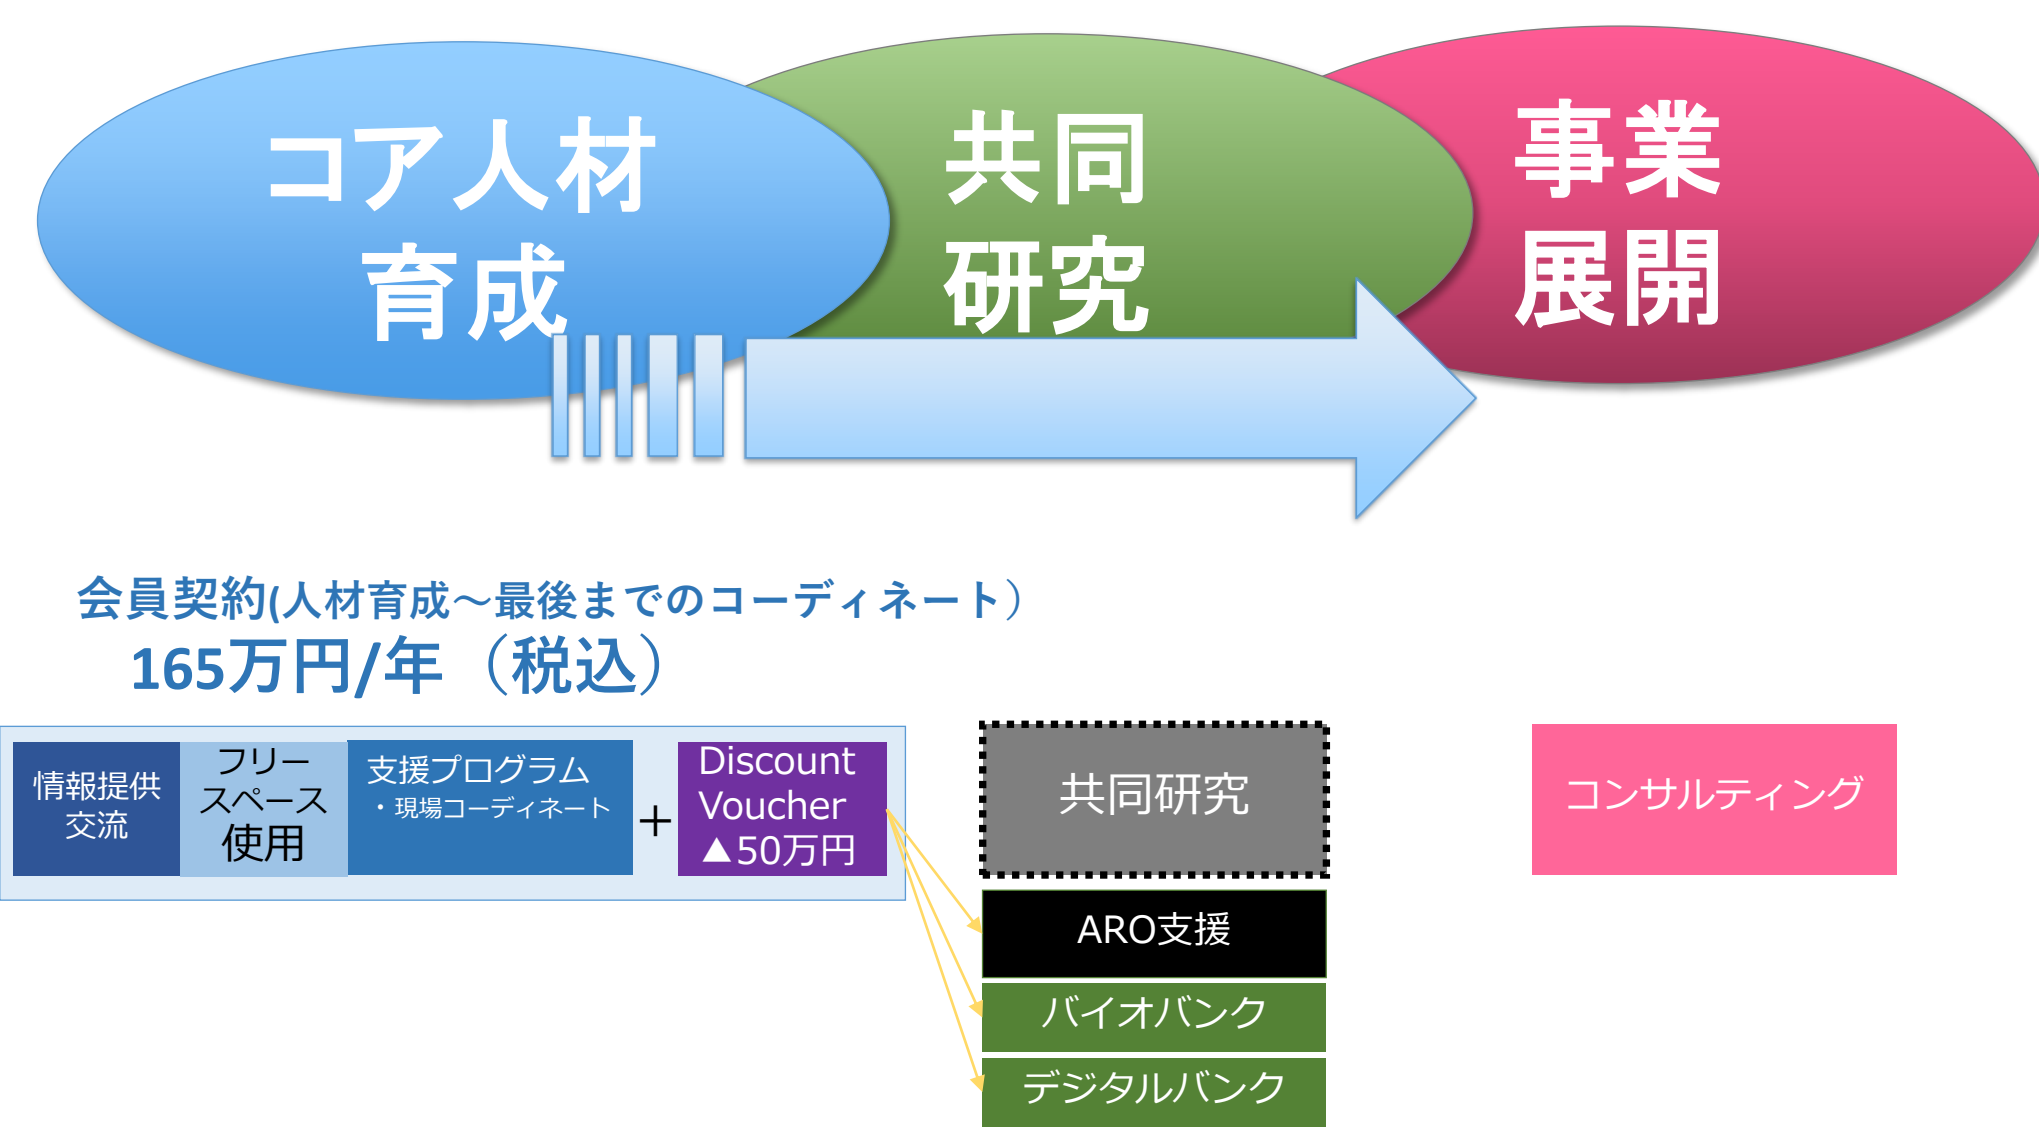 コア人材
育成
共同
研究
事業
展開
会員契約(人材育成～最後までのコーディネート）
165万円/年（税込）
情報提供
交流
フリー
スペース
使用
支援プログラム
・現場コーディネート
＋
Discount
Voucher
▲50万円
共同研究
ARO支援
バイオバンク
デジタルバンク
コンサルティング